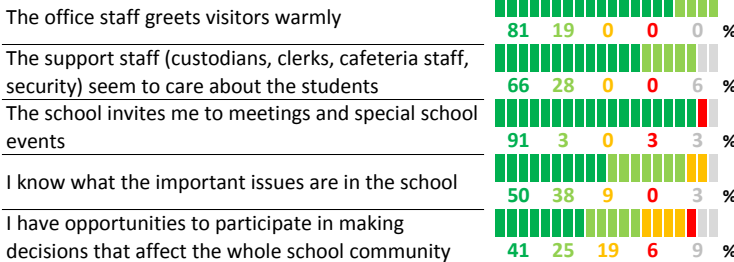 The office staff greets visitors warmly
81 19 0 0 0 %
The support staff (custodians, clerks, cafeteria staff,
security) seem to care about the students
66 28 0 0 6 %
The school invites me to meetings and special school
events
91 3 0 3 3 %
I know what the important issues are in the school
50 38 9 0 3 %
I have opportunities to participate in making
decisions that affect the whole school community
41 25 19 6 9 %